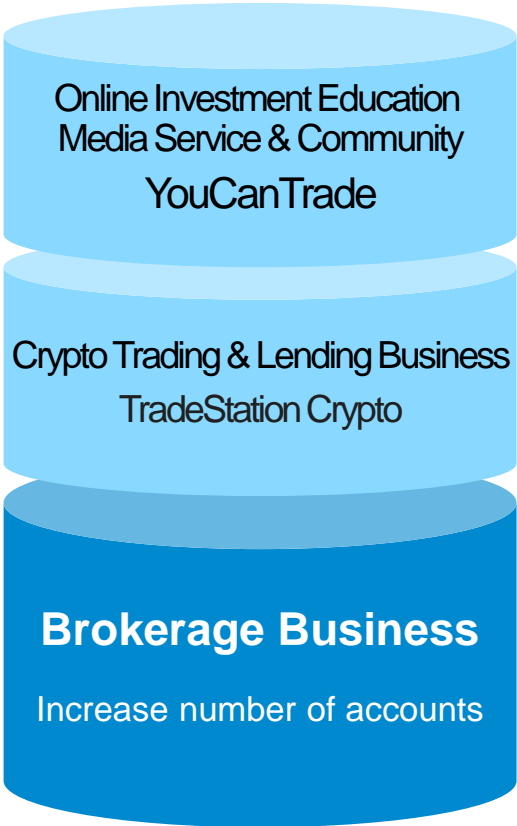 Online Investment Education
Media Service & Community
YouCanTrade
Crypto Trading & Lending Business
TradeStation Crypto
Brokerage Business
Increase number of accounts